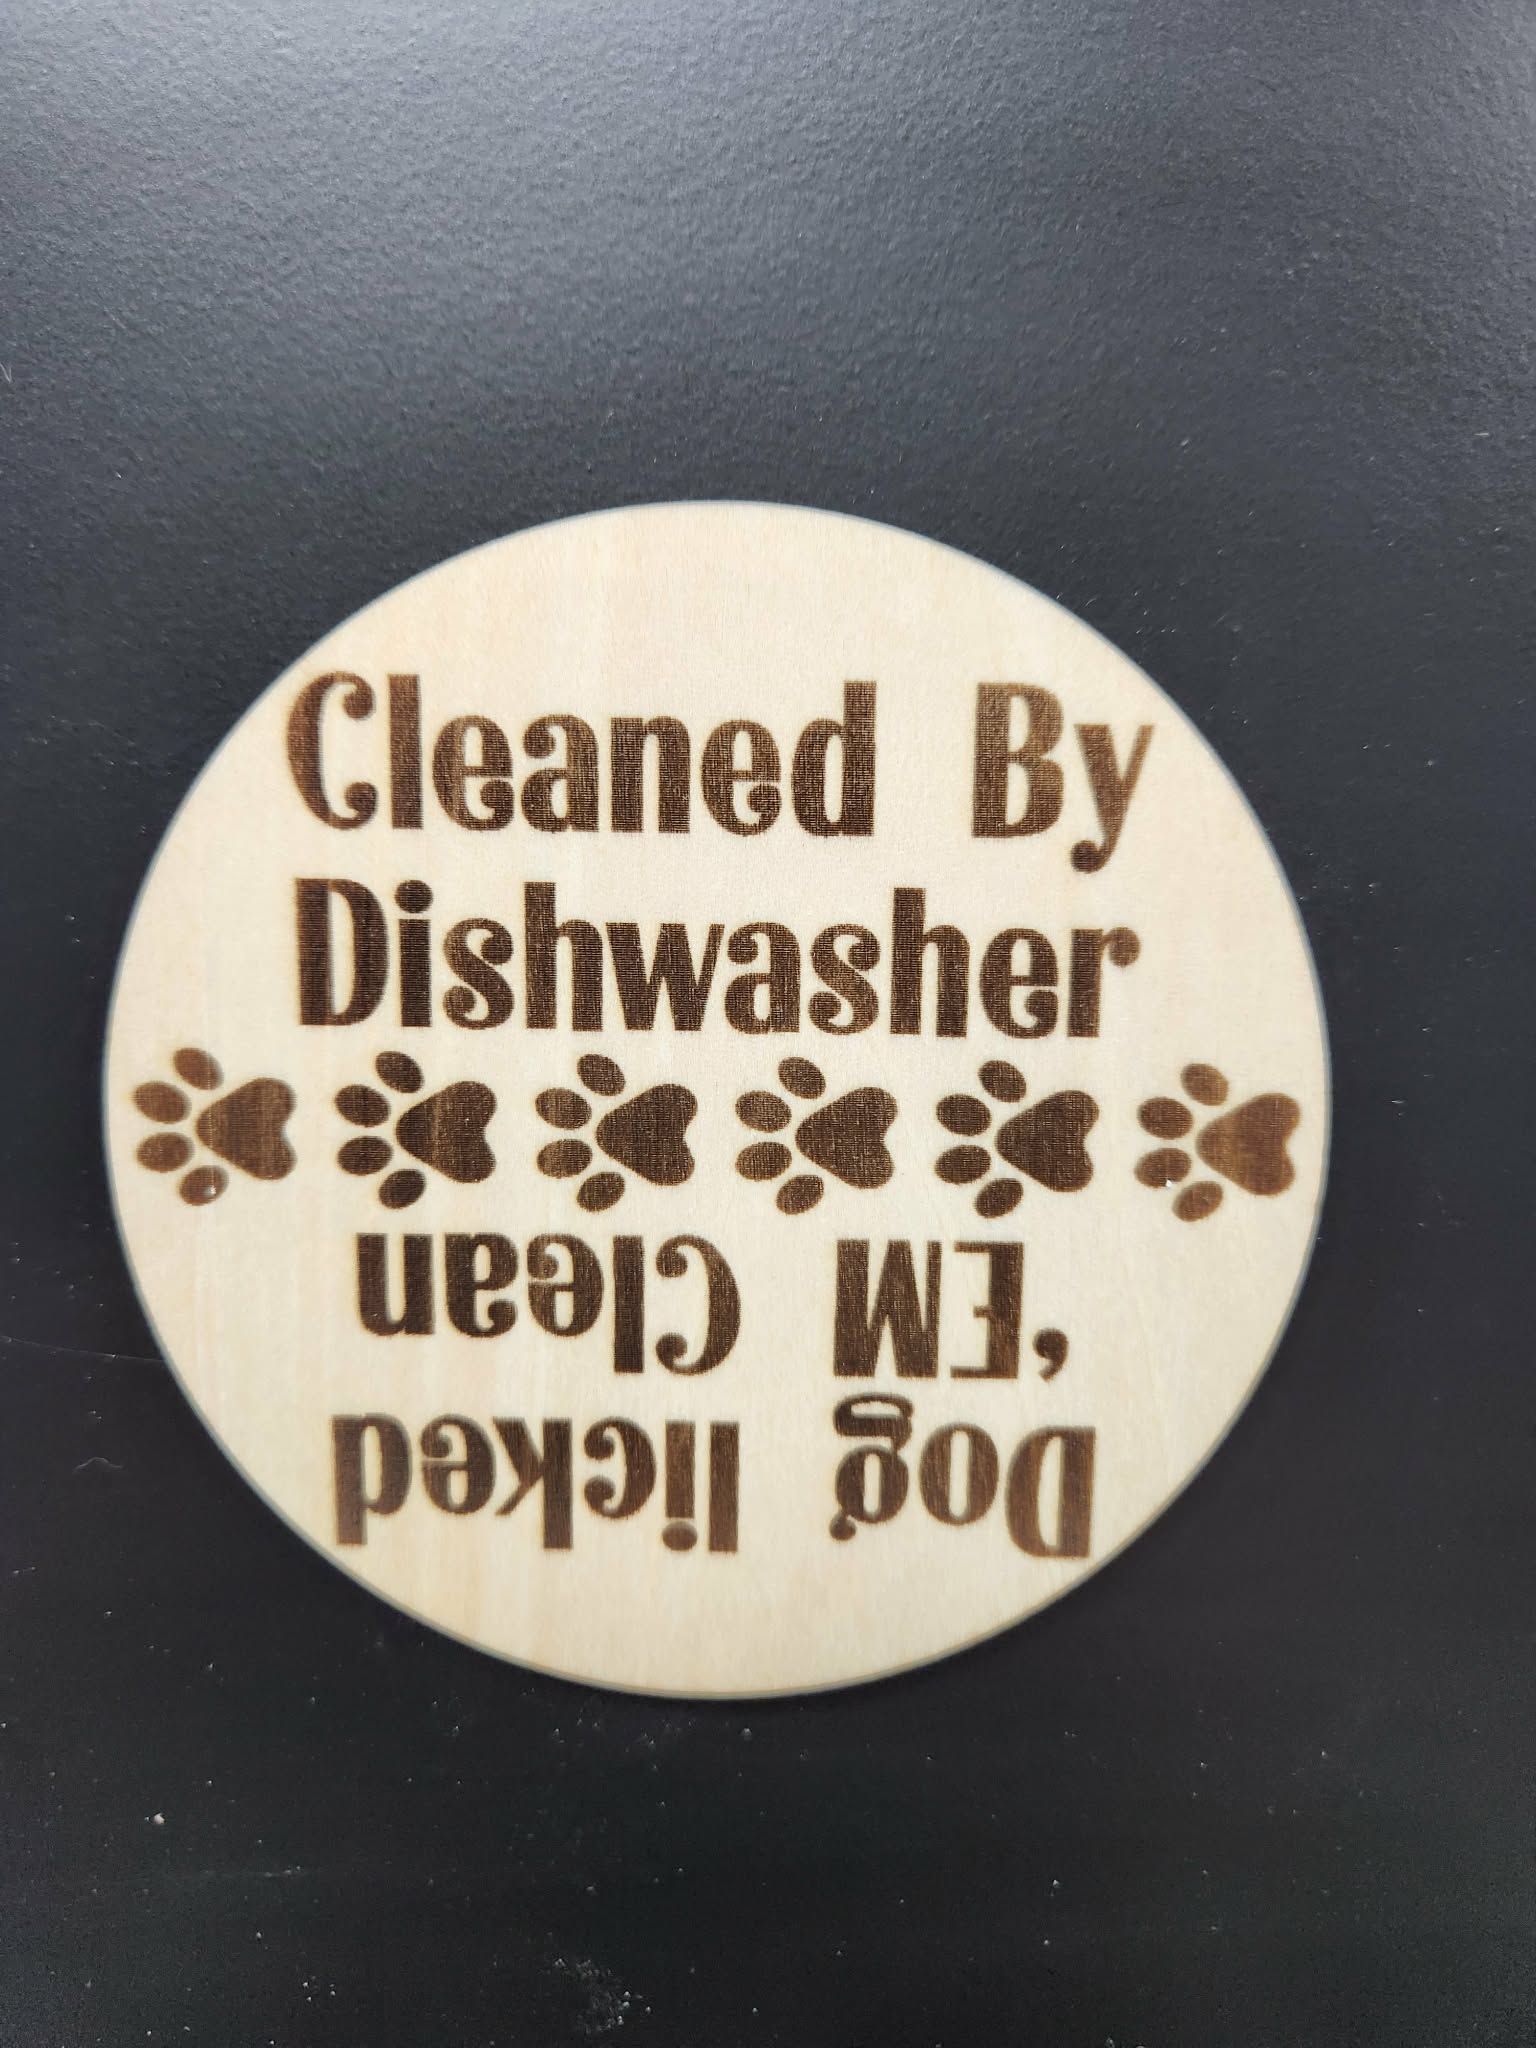 Cleaned By
Dishwasher
Dog licked
'EM Clean